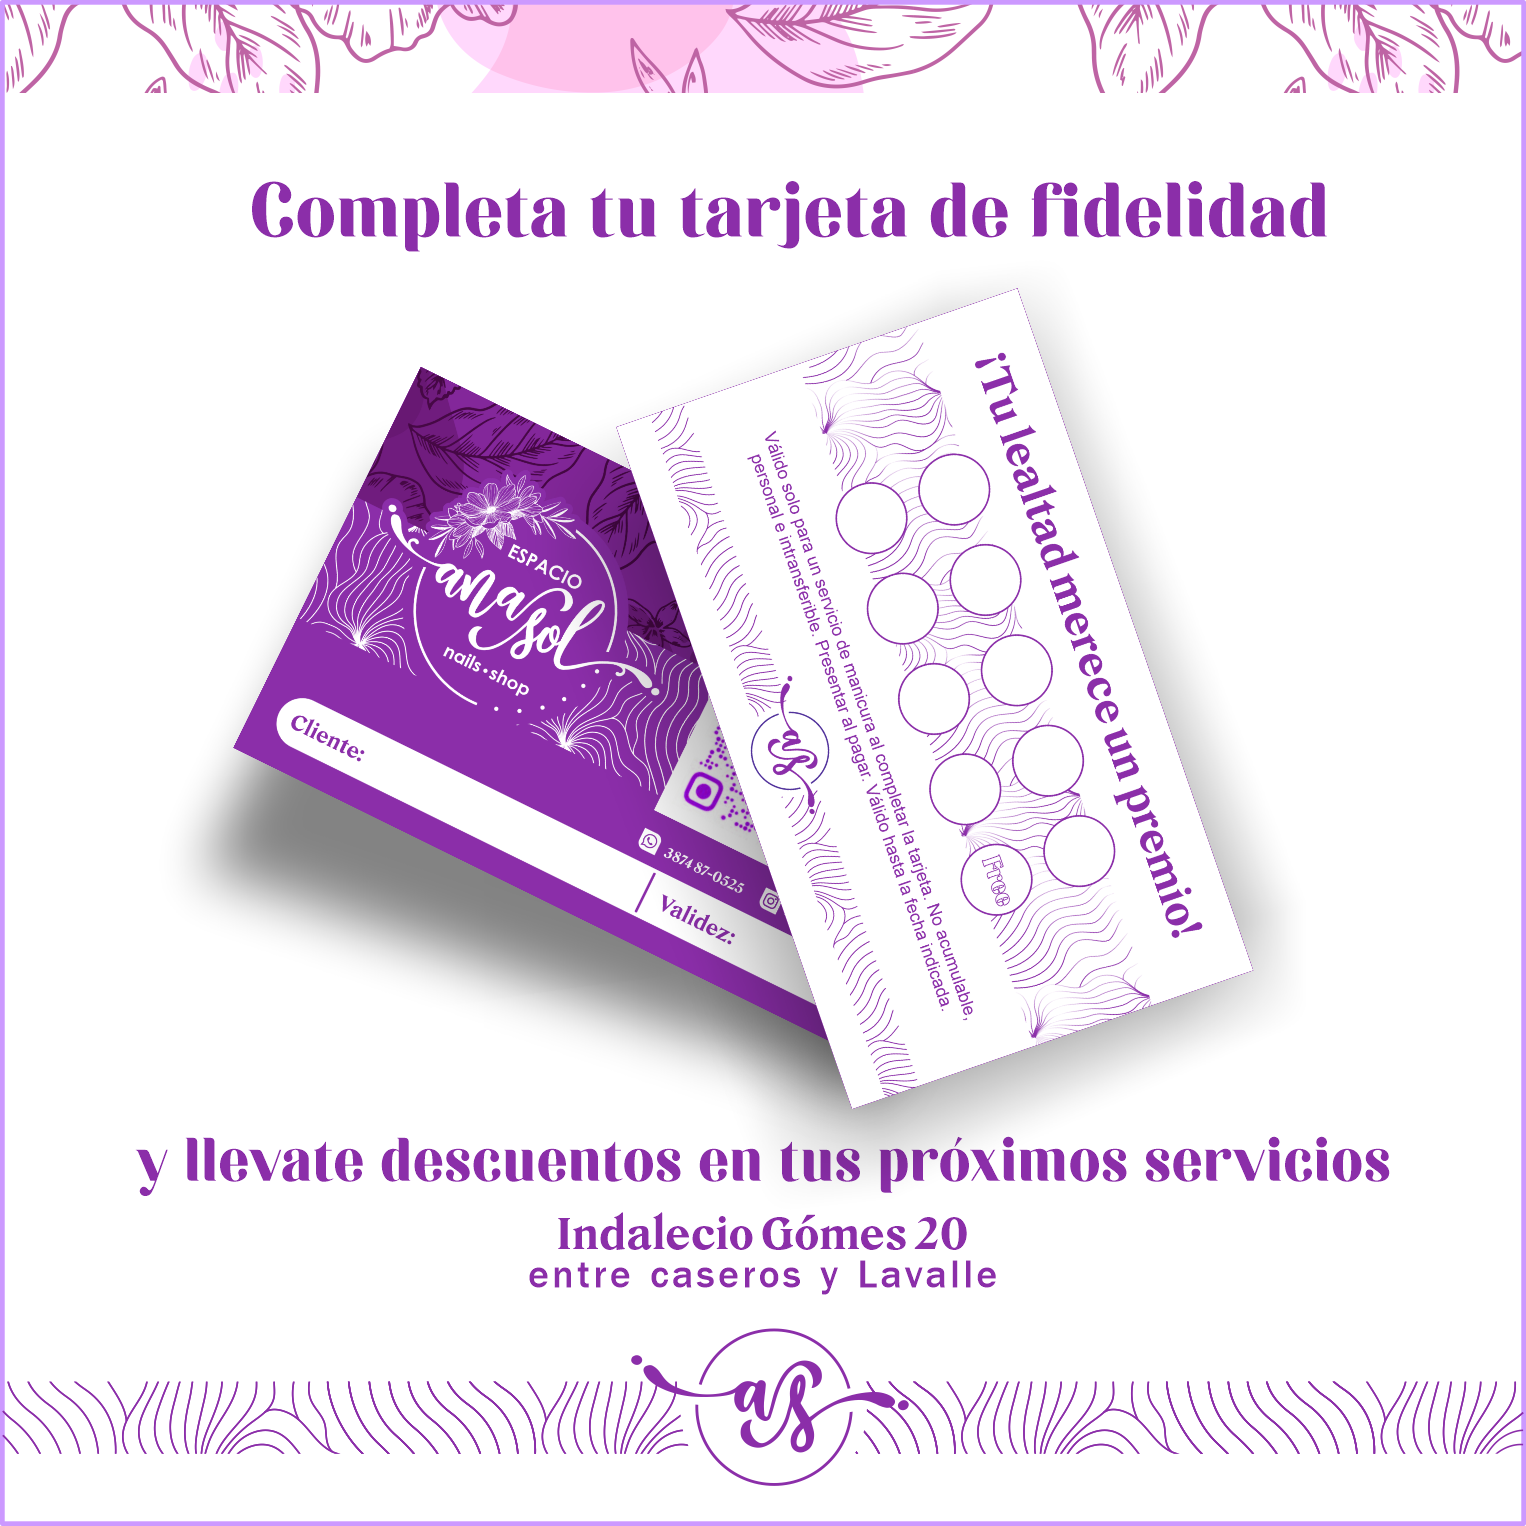 Completa tu tarjeta de fidelidad
ESPACIO
ana
sol
nails•shop
Cliente:
3874 87-0525
Validez:
¡Tu lealtad merece un premio!
Free
Válido solo para un servicio de manicura al completar la tarjeta. No acumulable,
personal e intransferible. Presentar al pagar. Válido hasta la fecha indicada.
as
y llevate descuentos en tus próximos servicios
Indalecio Gómes 20
entre caseros y Lavalle
as